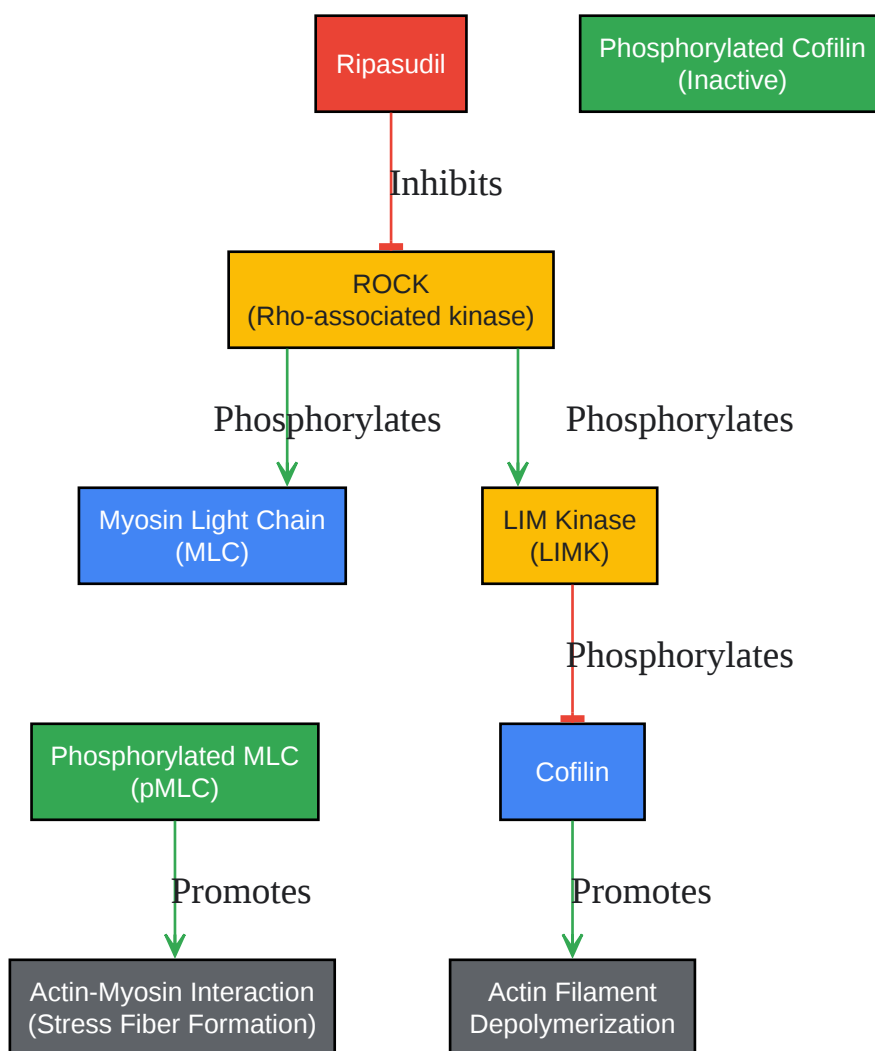 Ripasudil
Phosphorylated Cofilin
(Inactive)
Inhibits
ROCK
(Rho-associated kinase)
Phosphorylates
Phosphorylates
Myosin Light Chain
(MLC)
LIM Kinase
(LIMK)
Phosphorylates
Phosphorylated MLC
(pMLC)
Cofilin
Promotes
Promotes
Actin-Myosin Interaction
(Stress Fiber Formation)
Actin Filament
Depolymerization